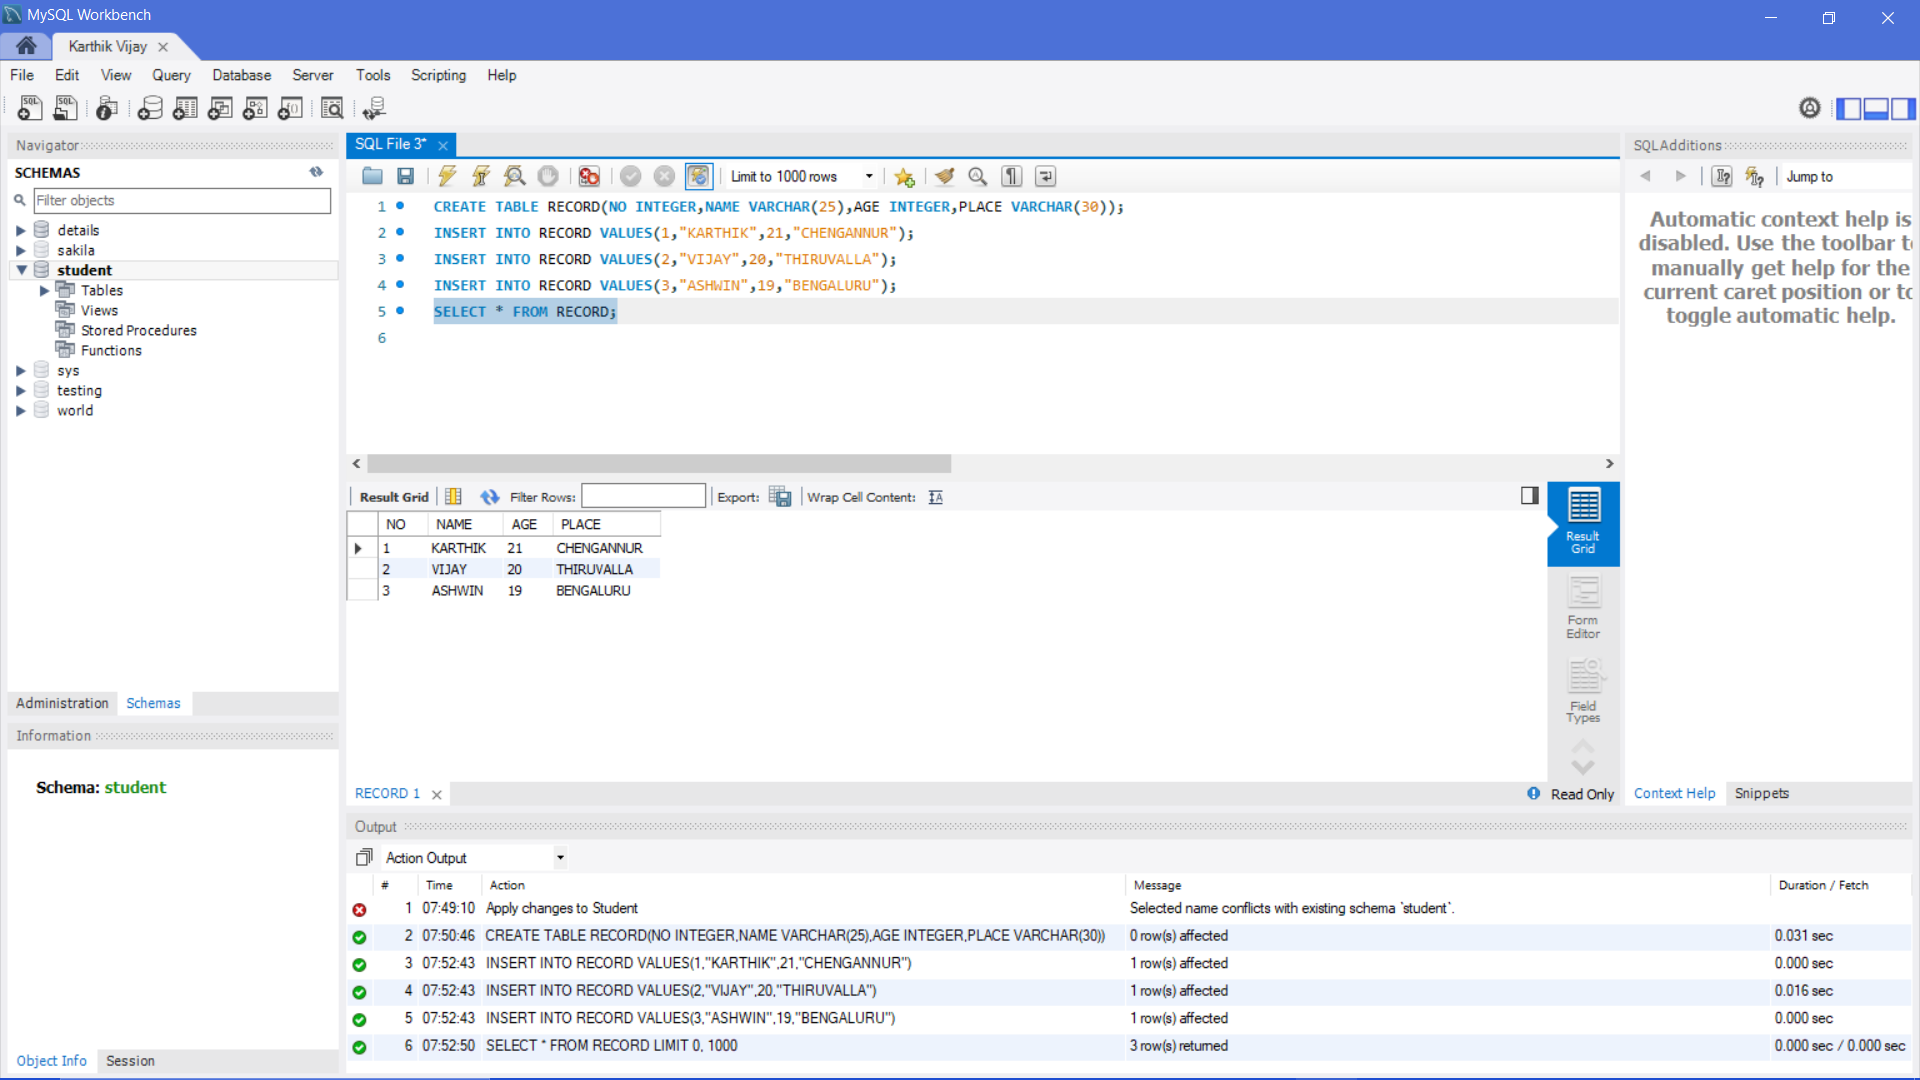 MySQL Workbench
Karthik Vijay
File Edit View Query Database Server Tools Scripting Help
Navigator
SCHEMAS
Filter objects
details
sakila
student
Tables
Views
Stored Procedures
Functions
sys
testing
world
Administration Schemas
Information
Schema: student
Object Info Session
SQL File 3*
Limit to 1000 rows
1 CREATE TABLE RECORD(NO INTEGER,NAME VARCHAR(25),AGE INTEGER,PLACE VARCHAR(30));
2 INSERT INTO RECORD VALUES(1,"KARTHIK",21,"CHENGANNUR");
3 INSERT INTO RECORD VALUES(2,"VIJAY",20,"THIRUVALLA");
4 INSERT INTO RECORD VALUES(3,"ASHWIN",19,"BENGALURU");
5 SELECT * FROM RECORD;
6
Result Grid Filter Rows: Export: Wrap Cell Content:
NO NAME AGE PLACE
1 KARTHIK 21 CHENGANNUR
2 VIJAY 20 THIRUVALLA
3 ASHWIN 19 BENGALURU
Result
Grid
Form
Editor
Field
Types
RECORD 1
Read Only
SQLAdditions
Jump to
Automatic context help is
disabled. Use the toolbar to
manually get help for the
current caret position or to
toggle automatic help.
Context Help Snippets
Output
Action Output
# Time Action Message Duration / Fetch
1 07:49:10 Apply changes to Student Selected name conflicts with existing schema `student`.
2 07:50:46 CREATE TABLE RECORD(NO INTEGER,NAME VARCHAR(25),AGE INTEGER,PLACE VARCHAR(30)) 0 row(s) affected 0.031 sec
3 07:52:43 INSERT INTO RECORD VALUES(1,"KARTHIK",21,"CHENGANNUR") 1 row(s) affected 0.000 sec
4 07:52:43 INSERT INTO RECORD VALUES(2,"VIJAY",20,"THIRUVALLA") 1 row(s) affected 0.016 sec
5 07:52:43 INSERT INTO RECORD VALUES(3,"ASHWIN",19,"BENGALURU") 1 row(s) affected 0.000 sec
6 07:52:50 SELECT * FROM RECORD LIMIT 0, 1000 3 row(s) returned 0.000 sec / 0.000 sec